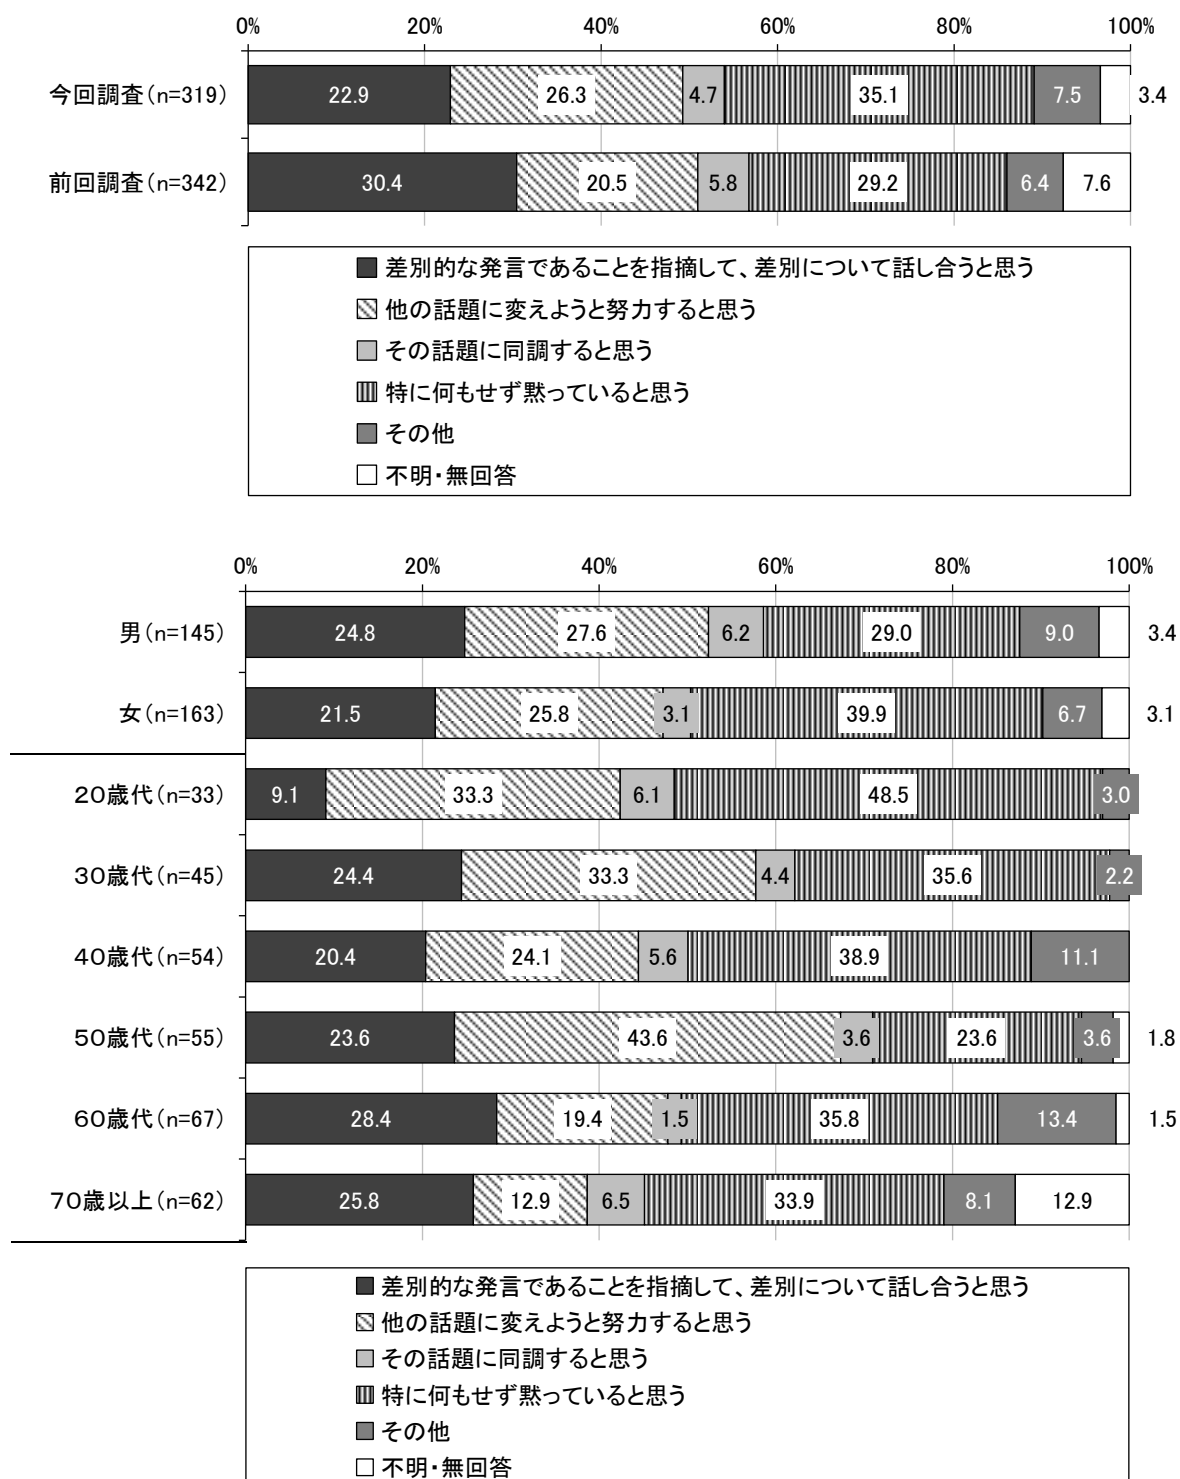 0% 20% 40% 60% 80% 100%
今回調査(n=319) 22.9 26.3 4.7 35.1 7.5 3.4
前回調査(n=342) 30.4 20.5 5.8 29.2 6.4 7.6
差別的な発言であることを指摘して、差別について話し合うと思う
他の話題に変えようと努力すると思う
その話題に同調すると思う
特に何もせず黙っていると思う
その他
不明・無回答
0% 20% 40% 60% 80% 100%
男(n=145) 24.8 27.6 6.2 29.0 9.0 3.4
女(n=163) 21.5 25.8 3.1 39.9 6.7 3.1
20歳代(n=33) 9.1 33.3 6.1 48.5 3.0
30歳代(n=45) 24.4 33.3 4.4 35.6 2.2
40歳代(n=54) 20.4 24.1 5.6 38.9 11.1
50歳代(n=55) 23.6 43.6 3.6 23.6 3.6 1.8
60歳代(n=67) 28.4 19.4 1.5 35.8 13.4 1.5
70歳以上(n=62) 25.8 12.9 6.5 33.9 8.1 12.9
差別的な発言であることを指摘して、差別について話し合うと思う
他の話題に変えようと努力すると思う
その話題に同調すると思う
特に何もせず黙っていると思う
その他
不明・無回答